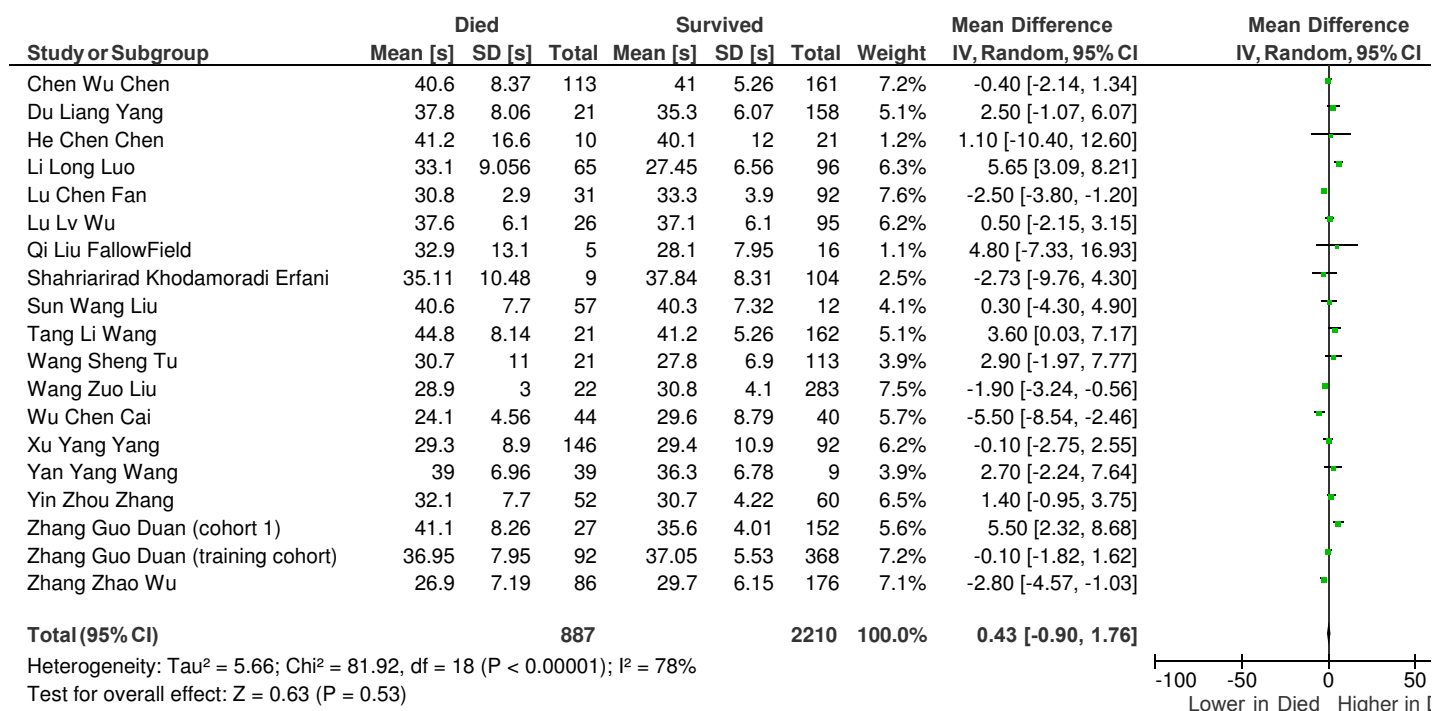 Died Survived Mean Difference Mean Difference
Study or Subgroup Mean [s] SD [s] Total Mean [s] SD [s] Total Weight IV, Random, 95% CI IV, Random, 95% CI
Chen Wu Chen 40.6 8.37 113 41 5.26 161 7.2% -0.40 [-2.14, 1.34]
Du Liang Yang 37.8 8.06 21 35.3 6.07 158 5.1% 2.50 [-1.07, 6.07]
He Chen Chen 41.2 16.6 10 40.1 12 21 1.2% 1.10 [-10.40, 12.60]
Li Long Luo 33.1 9.056 65 27.45 6.56 96 6.3% 5.65 [3.09, 8.21]
Lu Chen Fan 30.8 2.9 31 33.3 3.9 92 7.6% -2.50 [-3.80, -1.20]
Lu Lv Wu 37.6 6.1 26 37.1 6.1 95 6.2% 0.50 [-2.15, 3.15]
Qi Liu FallowField 32.9 13.1 5 28.1 7.95 16 1.1% 4.80 [-7.33, 16.93]
Shahriarirad Khodamoradi Erfani 35.11 10.48 9 37.84 8.31 104 2.5% -2.73 [-9.76, 4.30]
Sun Wang Liu 40.6 7.7 57 40.3 7.32 12 4.1% 0.30 [-4.30, 4.90]
Tang Li Wang 44.8 8.14 21 41.2 5.26 162 5.1% 3.60 [0.03, 7.17]
Wang Sheng Tu 30.7 11 21 27.8 6.9 113 3.9% 2.90 [-1.97, 7.77]
Wang Zuo Liu 28.9 3 22 30.8 4.1 283 7.5% -1.90 [-3.24, -0.56]
Wu Chen Cai 24.1 4.56 44 29.6 8.79 40 5.7% -5.50 [-8.54, -2.46]
Xu Yang Yang 29.3 8.9 146 29.4 10.9 92 6.2% -0.10 [-2.75, 2.55]
Yan Yang Wang 39 6.96 39 36.3 6.78 9 3.9% 2.70 [-2.24, 7.64]
Yin Zhou Zhang 32.1 7.7 52 30.7 4.22 60 6.5% 1.40 [-0.95, 3.75]
Zhang Guo Duan (cohort 1) 41.1 8.26 27 35.6 4.01 152 5.6% 5.50 [2.32, 8.68]
Zhang Guo Duan (training cohort) 36.95 7.95 92 37.05 5.53 368 7.2% -0.10 [-1.82, 1.62]
Zhang Zhao Wu 26.9 7.19 86 29.7 6.15 176 7.1% -2.80 [-4.57, -1.03]
Total (95% CI) 887 2210 100.0% 0.43 [-0.90, 1.76]
Heterogeneity: Tau² = 5.66; Chi² = 81.92, df = 18 (P < 0.00001); I² = 78%
Test for overall effect: Z = 0.63 (P = 0.53)
-100 -50 0 50
Lower in Died Higher in D